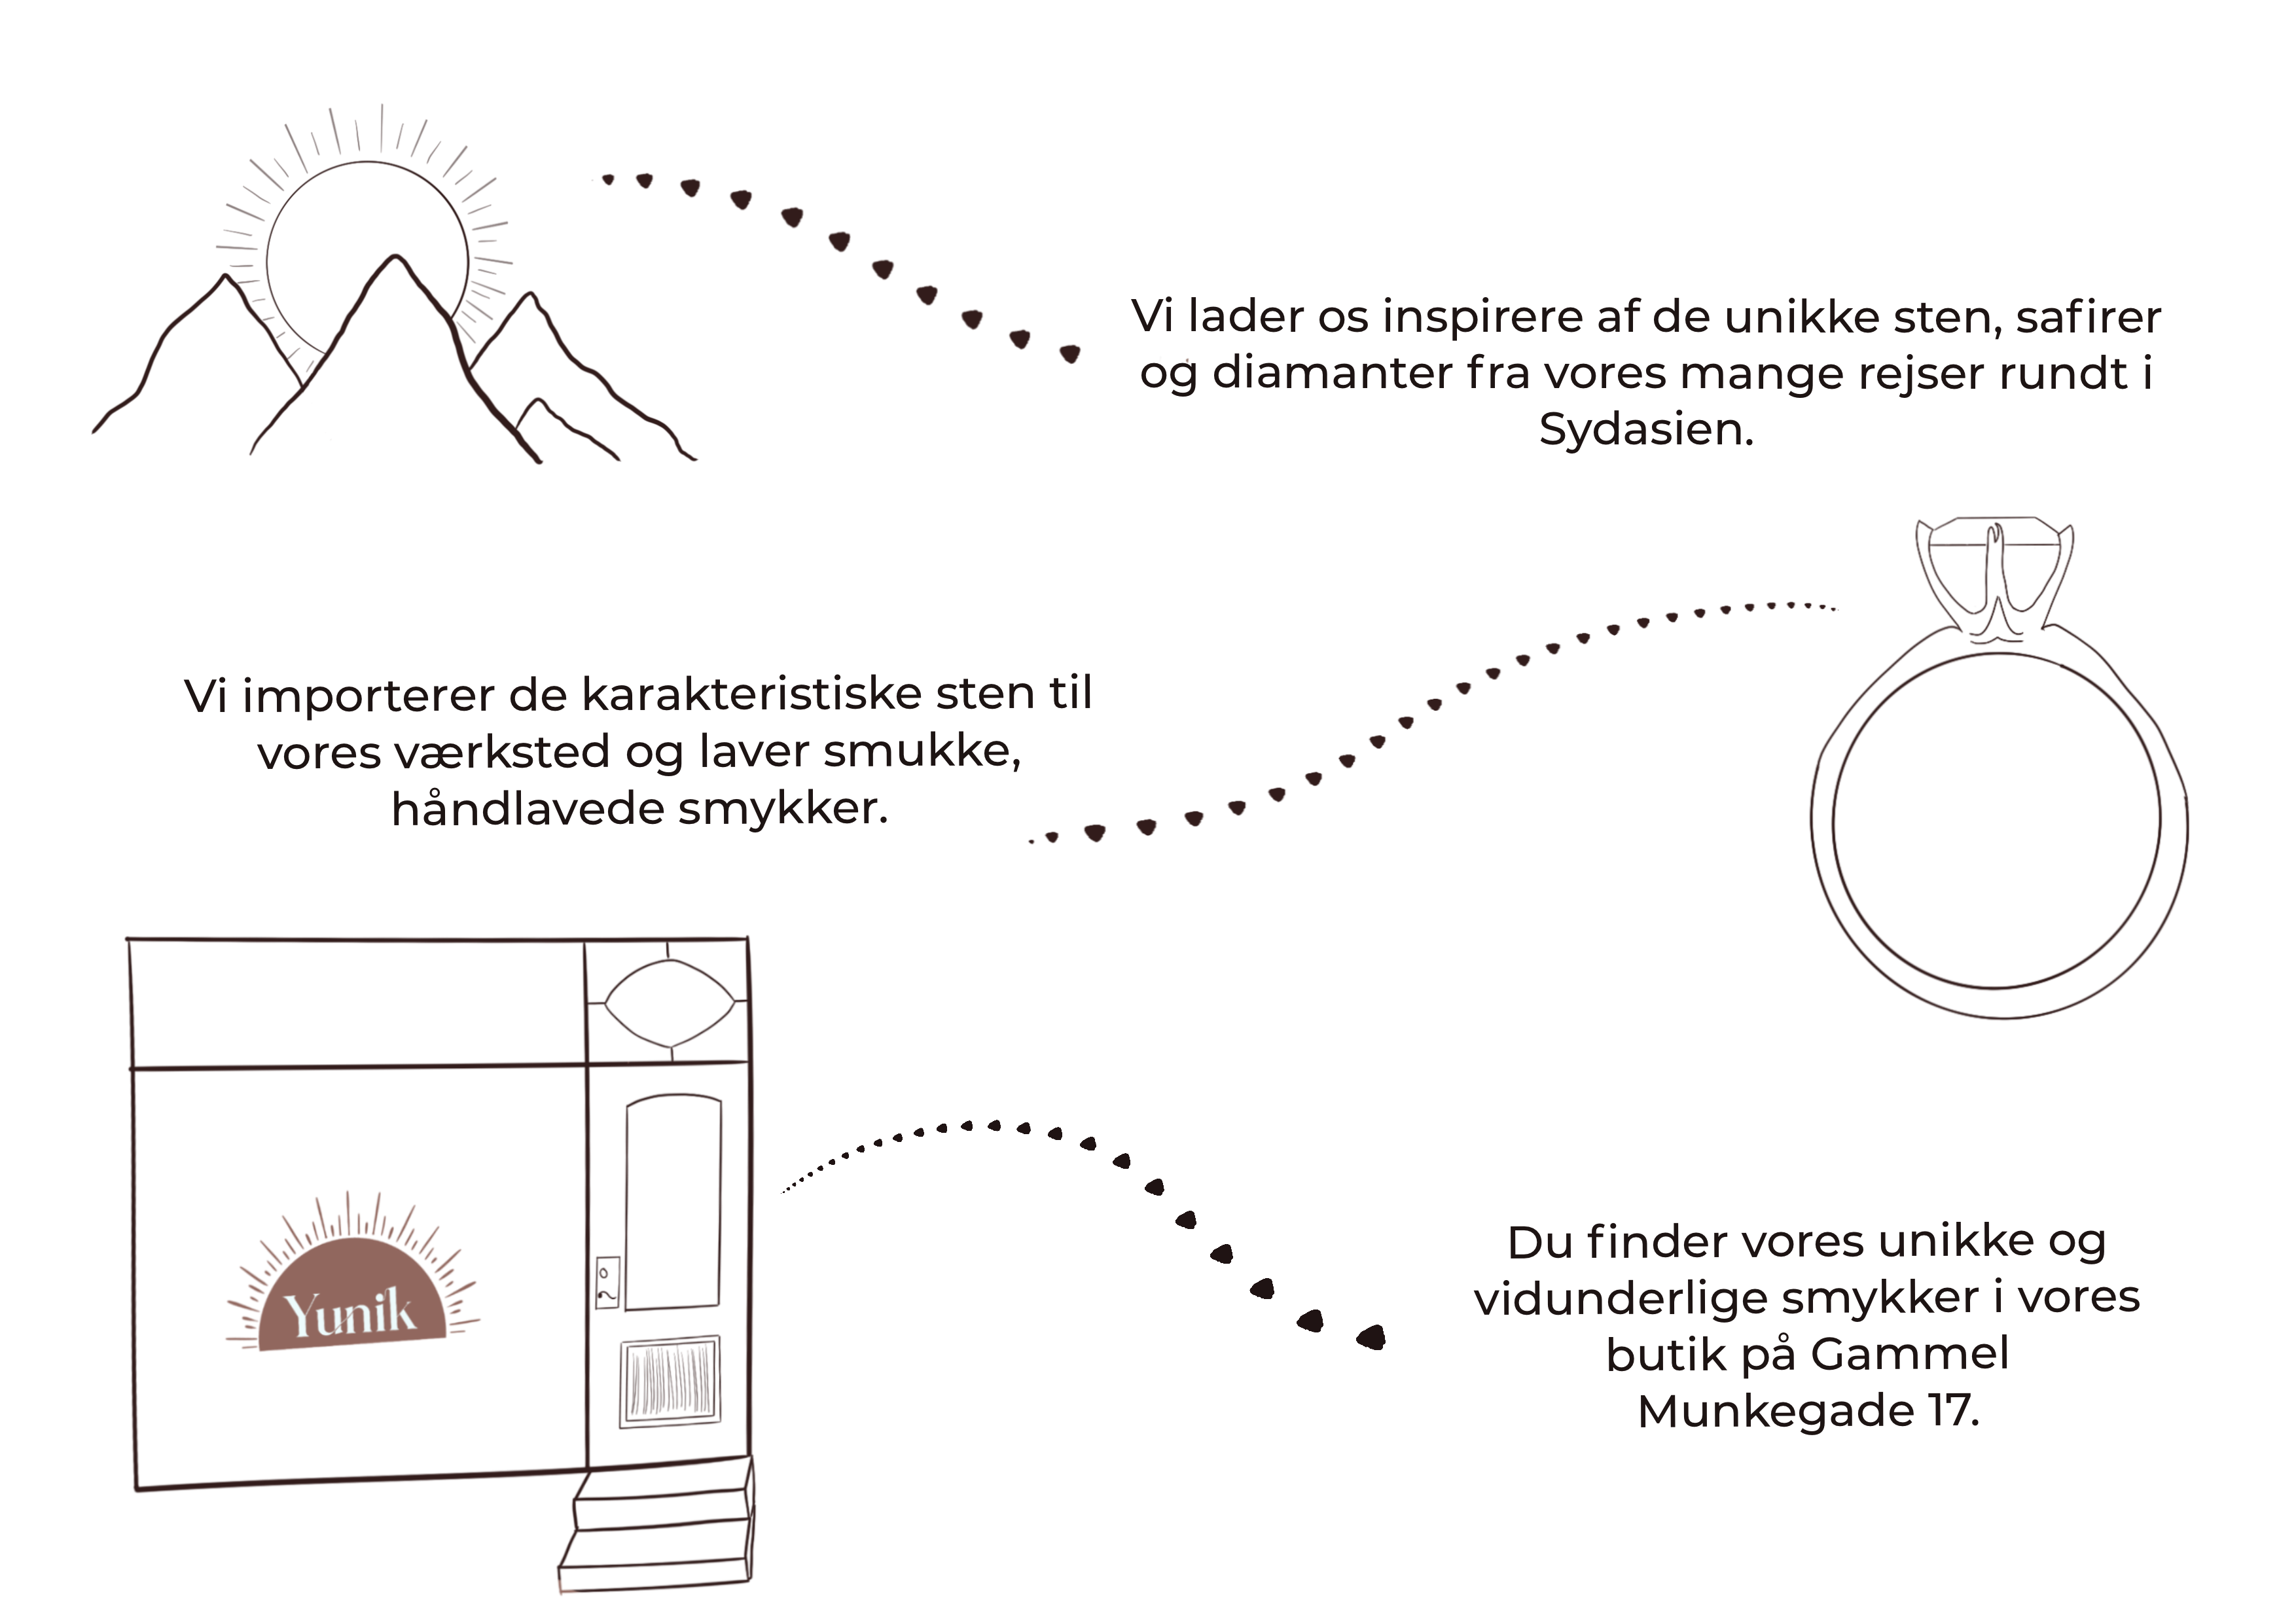 Vi lader os inspirere af de unikke sten, safirer
og diamanter fra vores mange rejser rundt i
Sydasien.
Vi importerer de karakteristiske sten til
vores værksted og laver smukke,
håndlavede smykker.
Yunik
Du finder vores unikke og
vidunderlige smykker i vores
butik på Gammel
Munkegade 17.